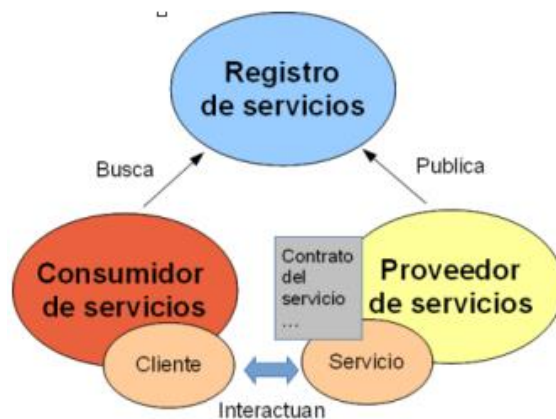 Registro
de servicios
Busca
Publica
Consumidor
de servicios
Contrato
del
servicio
...
Proveedor
de servicios
Cliente
Servicio
Interactuan